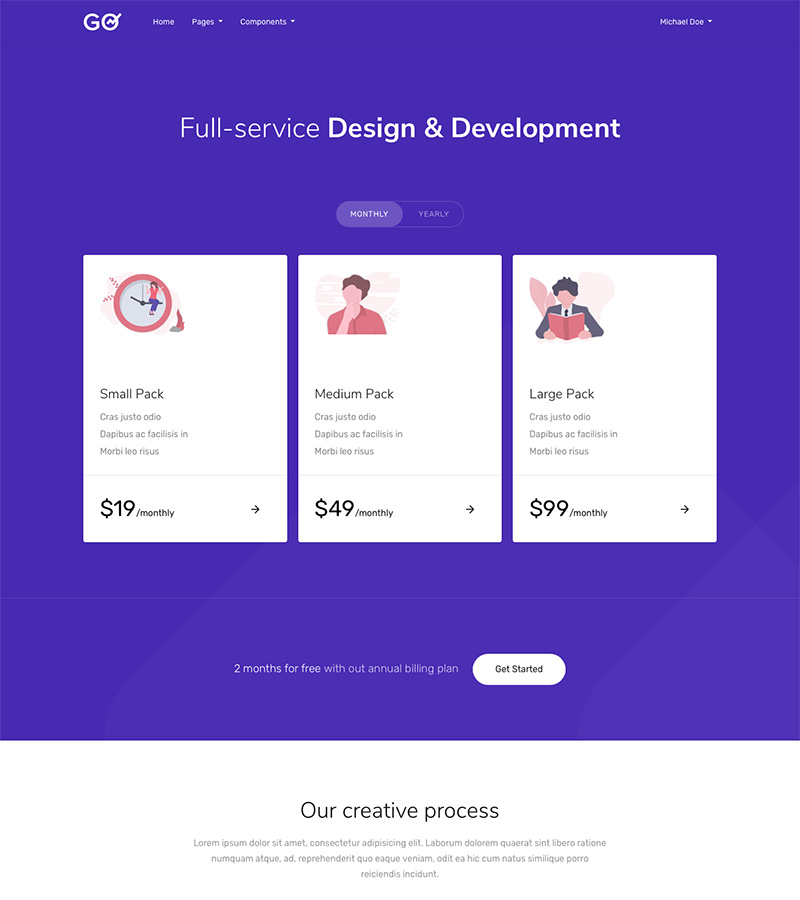 GO
Home Pages Components Michael Doe
Full-service Design & Development
MONTHLY YEARLY
Small Pack
Cras justo odio
Dapibus ac facilisis in
Morbi leo risus
$19/monthly
Medium Pack
Cras justo odio
Dapibus ac facilisis in
Morbi leo risus
$49/monthly
Large Pack
Cras justo odio
Dapibus ac facilisis in
Morbi leo risus
$99/monthly
2 months for free with out annual billing plan Get Started
Our creative process
Lorem ipsum dolor sit amet, consectetur adipisicing elit. Laborum dolorem quaerat sint libero ratione
numquam atque, ad, reprehenderit quo eaque veniam, odit ea hic cum natus similique porro
reiciendis incidunt.